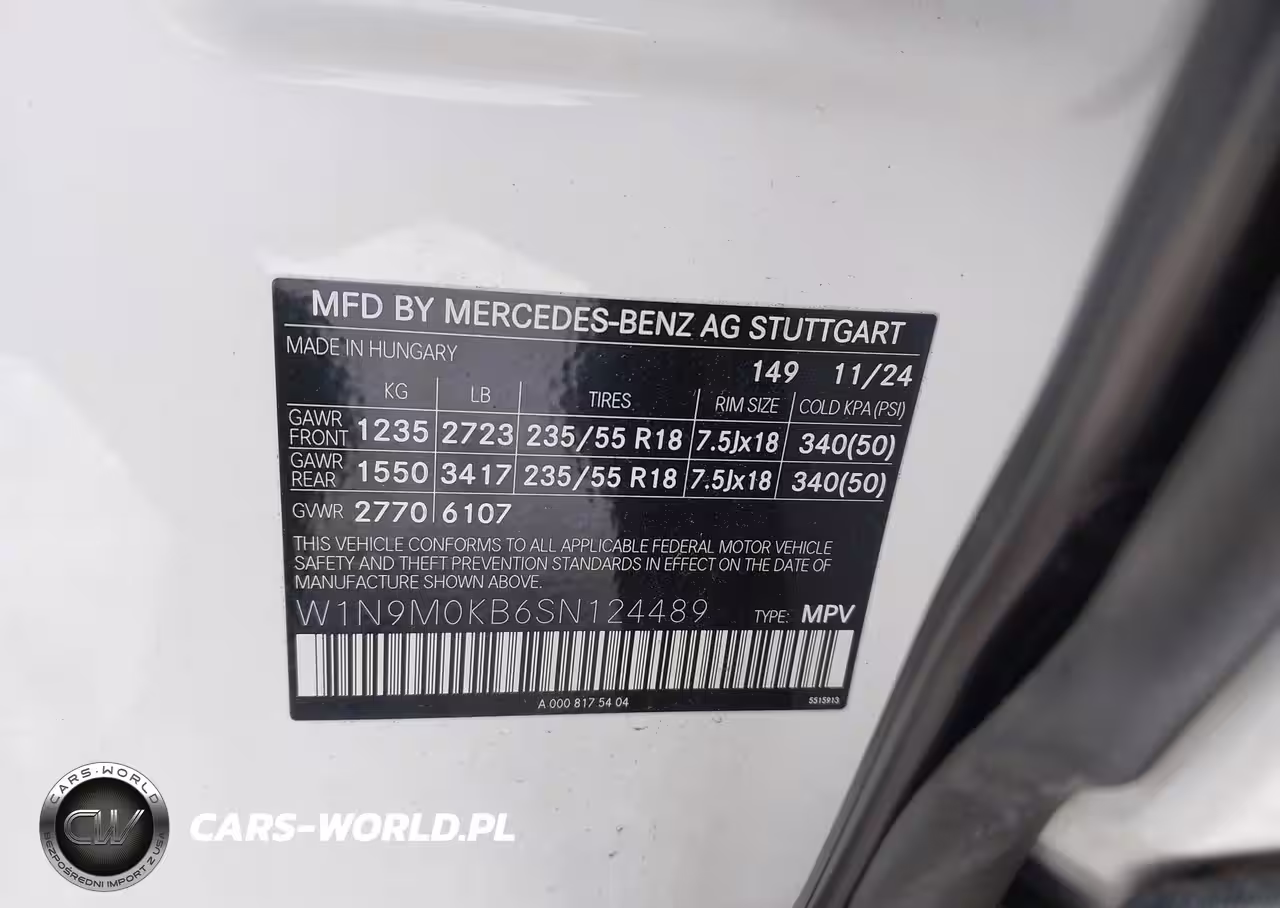 MFD BY MERCEDES-BENZ AG STUTTGART
MADE IN HUNGARY
149 11/24
KG LB TIRES RIM SIZE COLD KPA (PSI)
GAWR FRONT 1235 2723 235/55 R18 7.5Jx18 340(50)
GAWR REAR 1550 3417 235/55 R18 7.5Jx18 340(50)
GVWR 2770 6107
THIS VEHICLE CONFORMS TO ALL APPLICABLE FEDERAL MOTOR VEHICLE
SAFETY AND THEFT PREVENTION STANDARDS IN EFFECT ON THE DATE OF
MANUFACTURE SHOWN ABOVE.
W1N9M0KB6SN124489 TYPE: MPV
A 000 817 54 04 5515913
CARS-WORLD
CW
BEZPOŚREDNI IMPORT Z USA
CARS-WORLD.PL